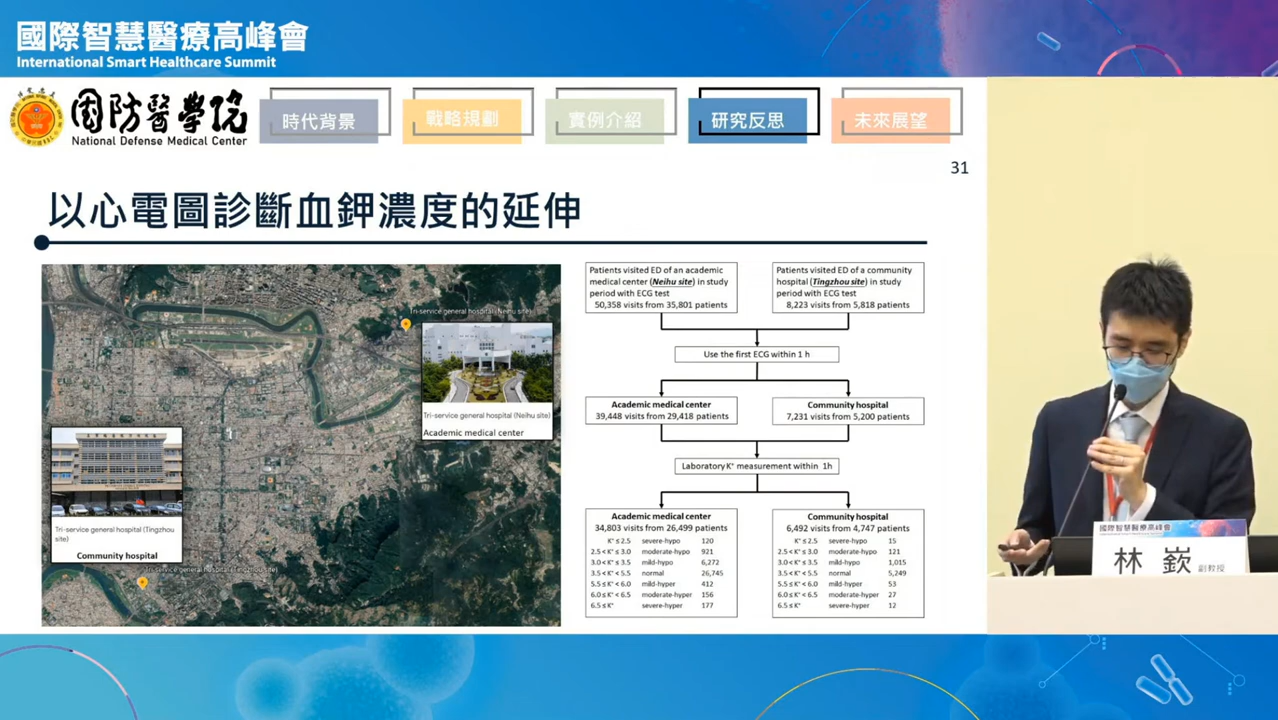 國際智慧醫療高峰會
International Smart Healthcare Summit
國防醫學院
National Defense Medical Center
時代背景
戰略規劃
實例介紹
研究反思
未來展望
31
以心電圖診斷血鉀濃度的延伸
Tri-service general hospital (Neihu site)
Tri-service general hospital (Neihu site)
Academic medical center
Tri-service general hospital (Tingzhou
site)
Community hospital
Tri-service general hospital (Tingzhou site)
Patients visited ED of an academic
medical center (Neihu site) in study
period with ECG test
50,358 visits from 35,801 patients
Patients visited ED of a community
hospital (Tingzhou site) in study
period with ECG test
8,223 visits from 5,818 patients
Use the first ECG within 1 h
Academic medical center
39,448 visits from 29,418 patients
Community hospital
7,231 visits from 5,200 patients
Laboratory K⁺ measurement within 1h
Academic medical center
34,803 visits from 26,499 patients
K⁺ ≤ 2.5 severe-hypo 120
2.5 < K⁺ ≤ 3.0 moderate-hypo 921
3.0 < K⁺ ≤ 3.5 mild-hypo 6,272
3.5 < K⁺ < 5.5 normal 26,745
5.5 ≤ K⁺ < 6.0 mild-hyper 412
6.0 ≤ K⁺ < 6.5 moderate-hyper 156
6.5 ≤ K⁺ severe-hyper 177
Community hospital
6,492 visits from 4,747 patients
K⁺ ≤ 2.5 severe-hypo 15
2.5 < K⁺ ≤ 3.0 moderate-hypo 121
3.0 < K⁺ ≤ 3.5 mild-hypo 1,015
3.5 < K⁺ < 5.5 normal 5,249
5.5 ≤ K⁺ < 6.0 mild-hyper 53
6.0 ≤ K⁺ < 6.5 moderate-hyper 27
6.5 ≤ K⁺ severe-hyper 12
國際智慧醫療高峰會
林 嶔 副教授